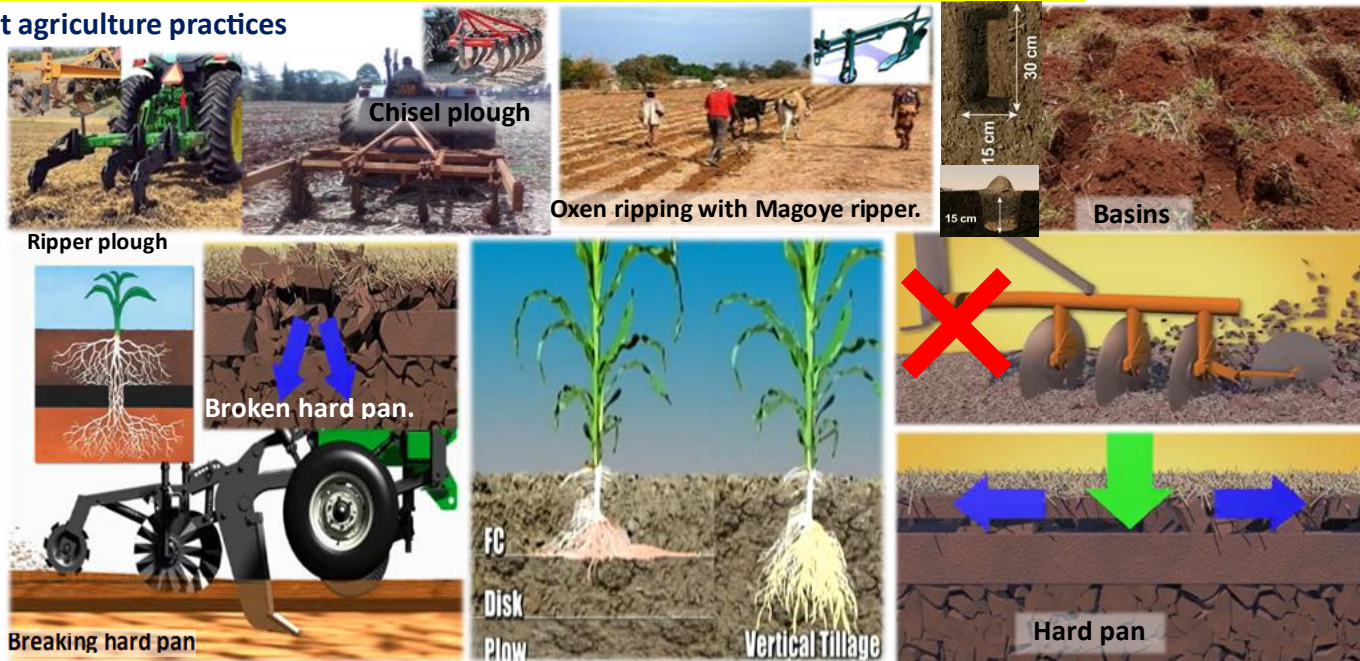 t agriculture practices
Chisel plough
Oxen ripping with Magoye ripper.
30 cm
15 cm
15 cm
Basins
Ripper plough
Broken hard pan.
Breaking hard pan
FC
Disk
Plow
Vertical Tillage
Hard pan